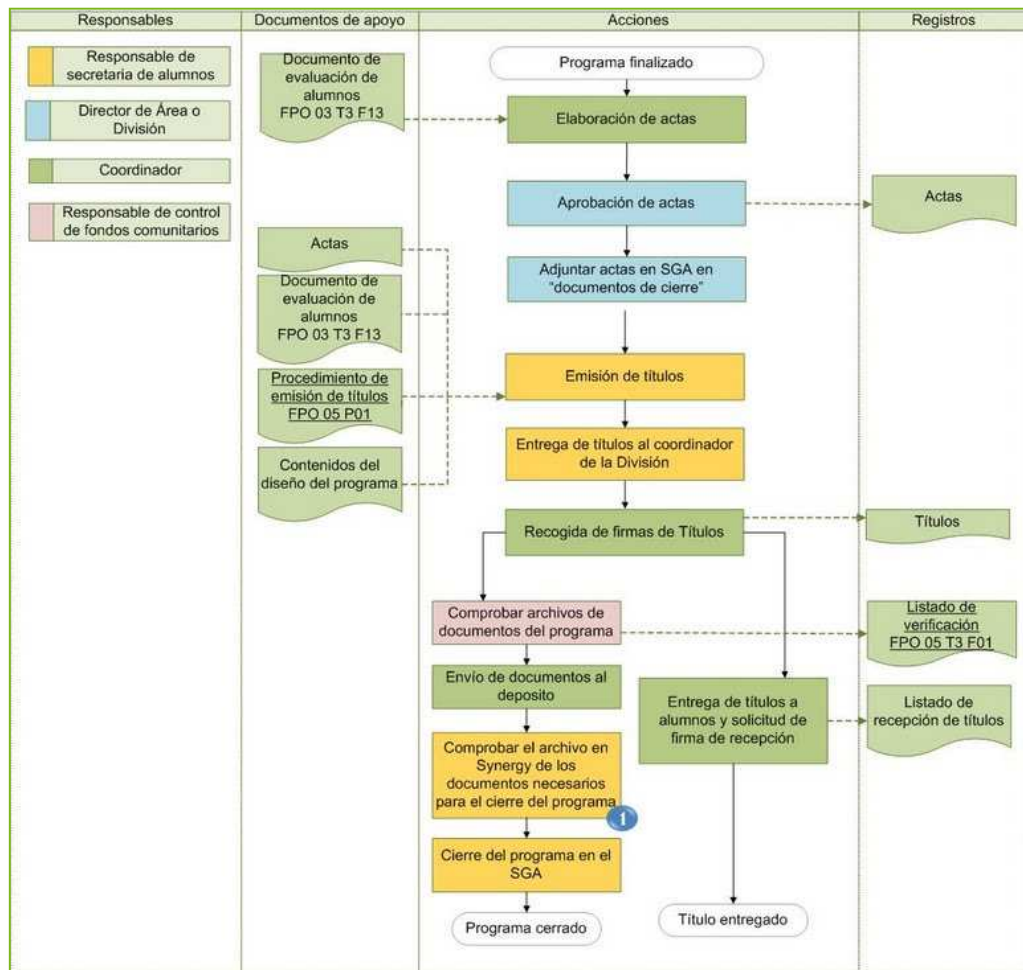 Responsables
Documentos de apoyo
Acciones
Registros
Responsable de
secretaria de alumnos
Director de Área o
División
Coordinador
Responsable de control
de fondos comunitarios
Documento de
evaluación de
alumnos
FPO 03 T3 F13
Actas
Documento de
evaluación de
alumnos
FPO 03 T3 F13
Procedimiento de
emisión de títulos
FPO 05 P01
Contenidos del
diseño del programa
Programa finalizado
Elaboración de actas
Aprobación de actas
Adjuntar actas en SGA en
“documentos de cierre”
Emisión de títulos
Entrega de títulos al coordinador
de la División
Recogida de firmas de Títulos
Comprobar archivos de
documentos del programa
Envío de documentos al
deposito
Comprobar el archivo en
Synergy de los
documentos necesarios
para el cierre del programa
1
Cierre del programa en el
SGA
Programa cerrado
Entrega de títulos a
alumnos y solicitud de
firma de recepción
Título entregado
Actas
Títulos
Listado de
verificación
FPO 05 T3 F01
Listado de
recepción de títulos